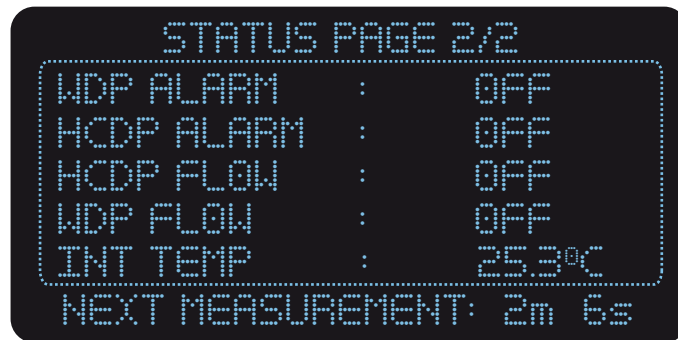 STATUS PAGE 2/2
WDP ALARM : OFF
HCDP ALARM : OFF
HCDP FLOW : OFF
WDP FLOW : OFF
INT TEMP : 25.3°C
NEXT MEASUREMENT: 2m 6s